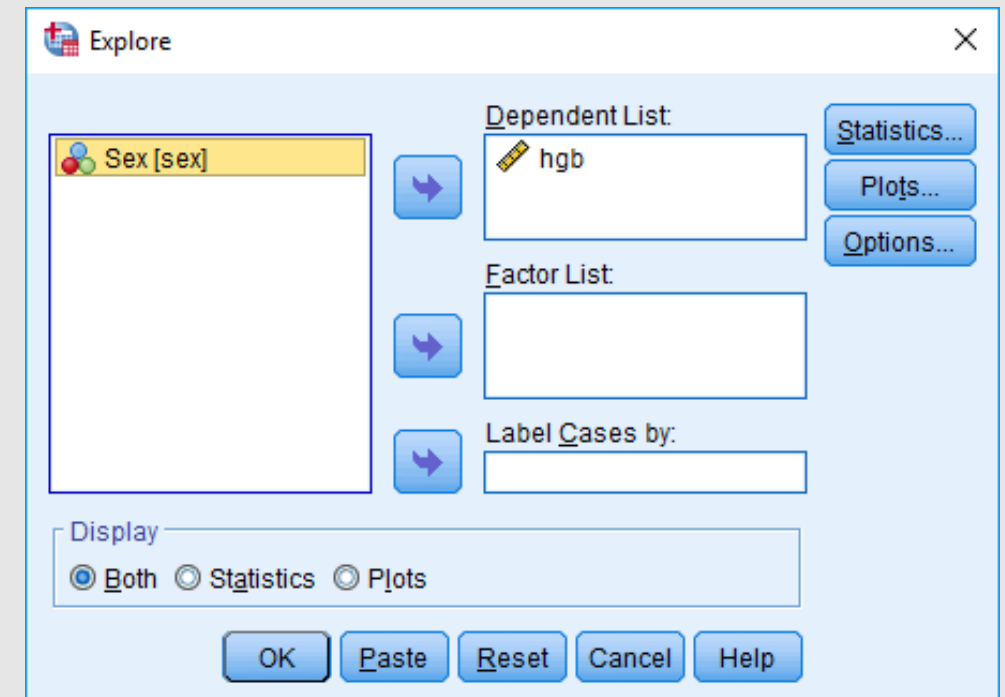 Explore
Dependent List:
Statistics...
Sex [sex]
hgb
Plots...
Options...
Factor List:
Label Cases by:
Display
Both Statistics Plots
OK Paste Reset Cancel Help